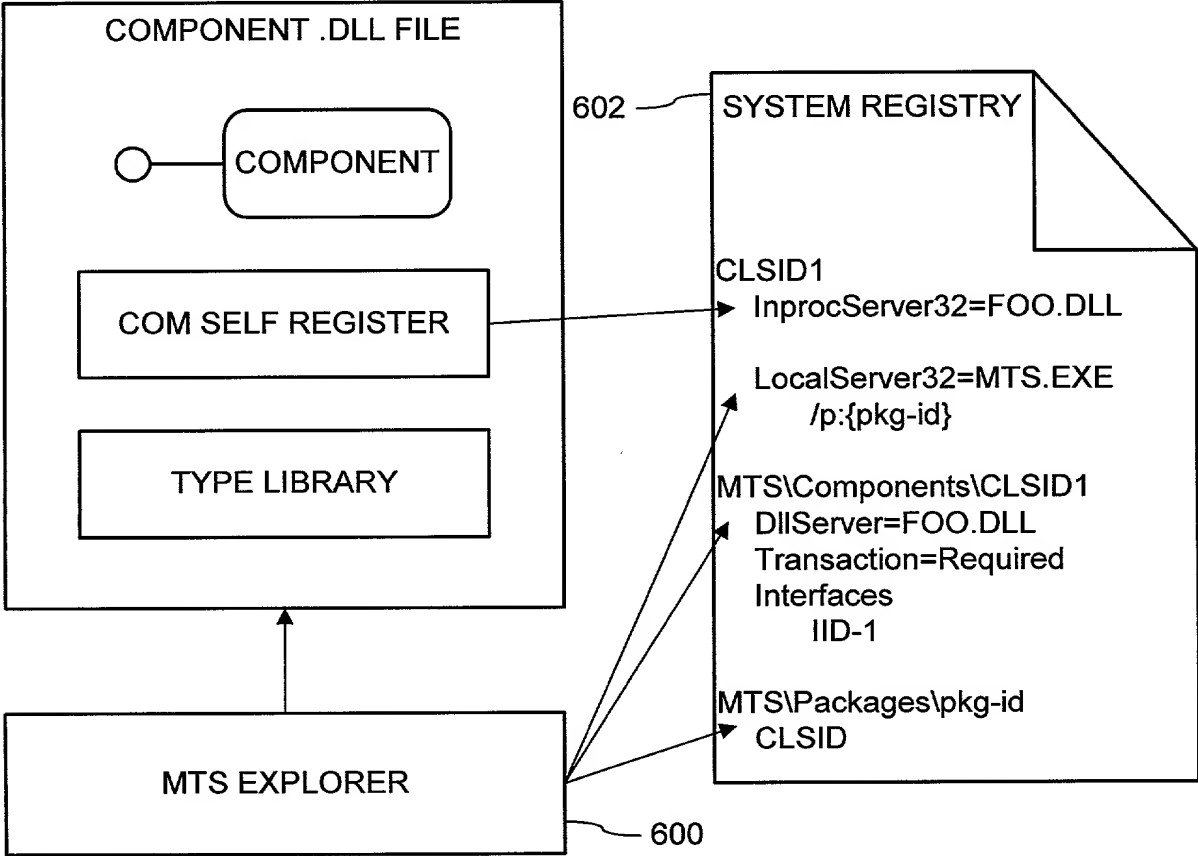 COMPONENT .DLL FILE
COMPONENT
COM SELF REGISTER
TYPE LIBRARY
MTS EXPLORER
600
602
SYSTEM REGISTRY
CLSID1
InprocServer32=FOO.DLL
LocalServer32=MTS.EXE
/p:{pkg-id}
MTS\Components\CLSID1
DllServer=FOO.DLL
Transaction=Required
Interfaces
IID-1
MTS\Packages\pkg-id
CLSID